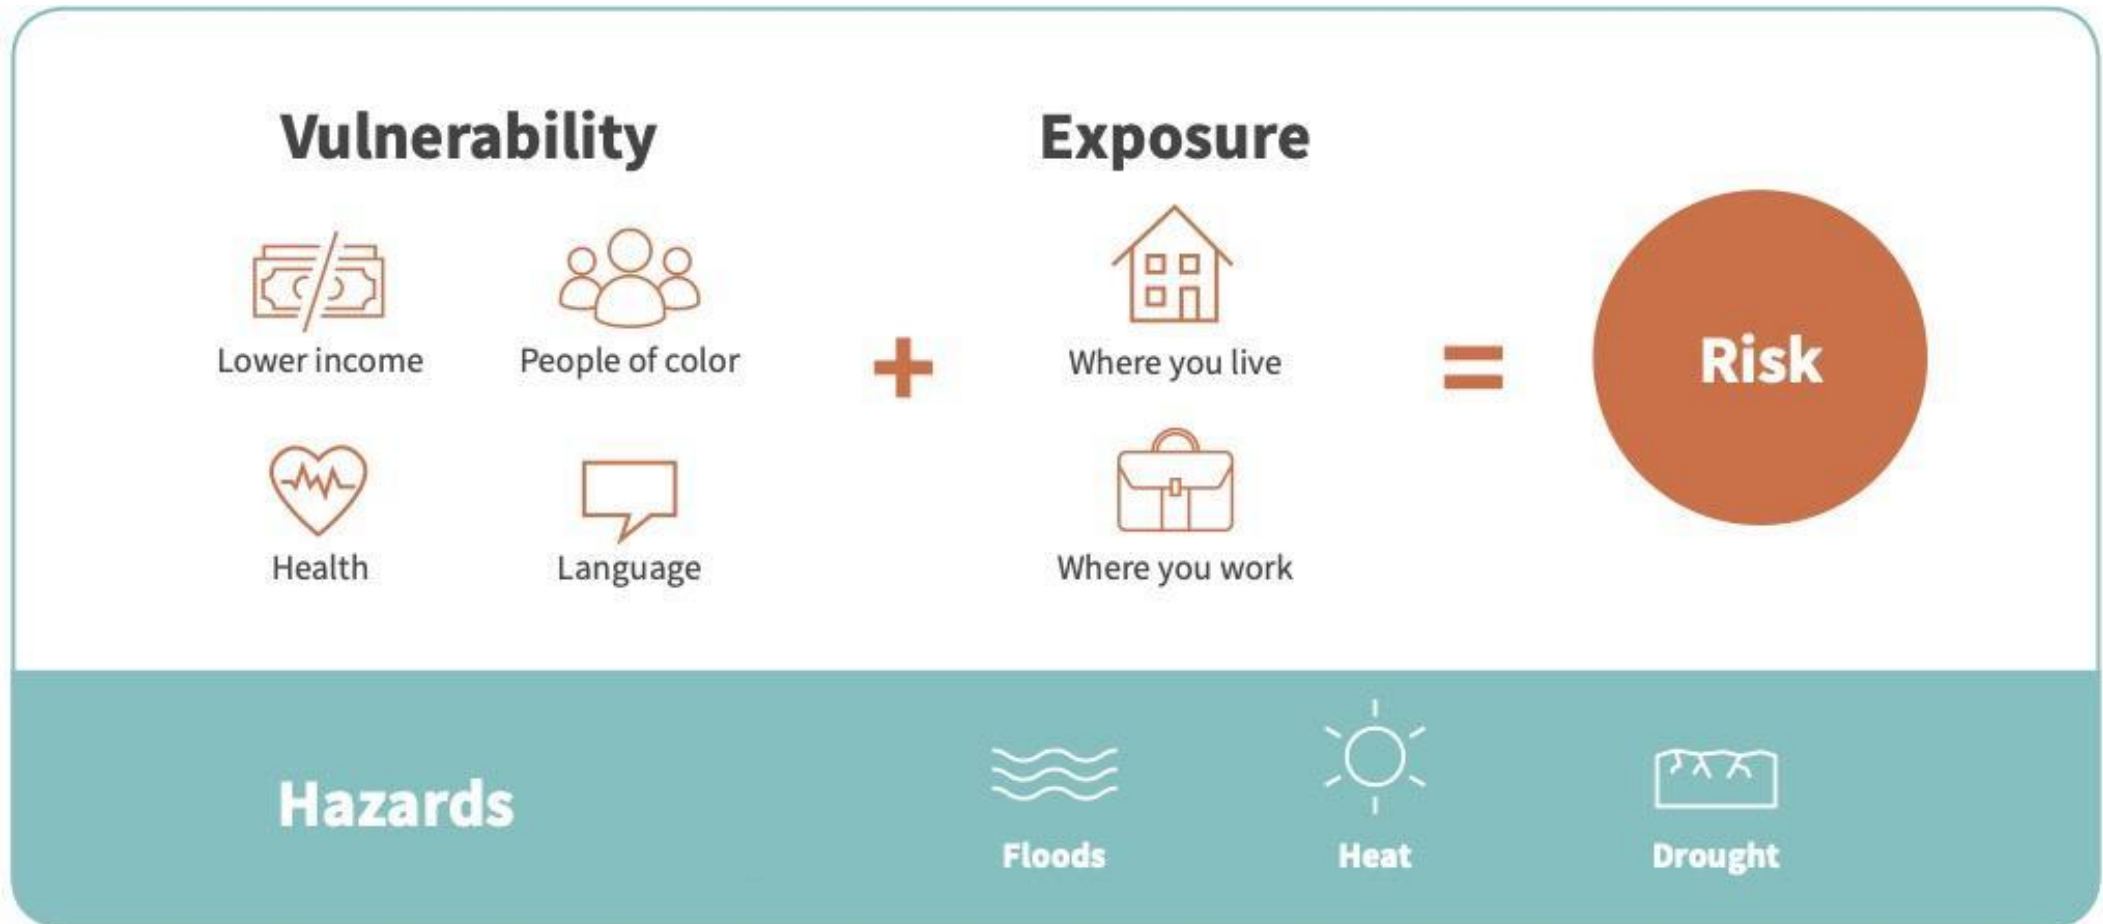 Vulnerability
Exposure
Lower income
People of color
+
Where you live
=
Risk
Health
Language
Where you work
Hazards
Floods
Heat
Drought